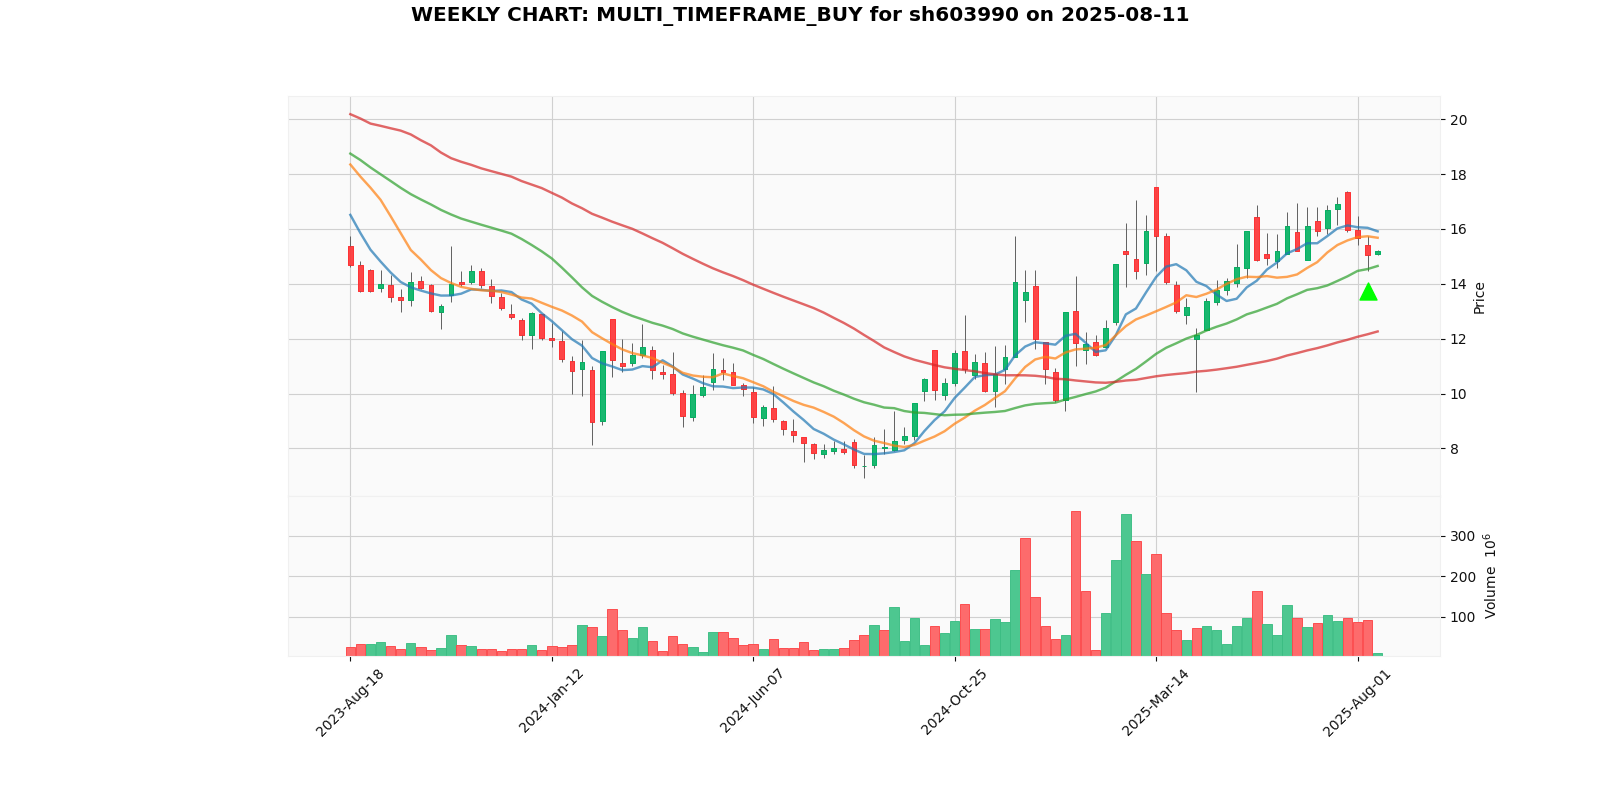 WEEKLY CHART: MULTI_TIMEFRAME_BUY for sh603990 on 2025-08-11
20
18
16
14
12
10
8
Price
300
200
100
Volume 10⁶
2023-Aug-18
2024-Jan-12
2024-Jun-07
2024-Oct-25
2025-Mar-14
2025-Aug-01